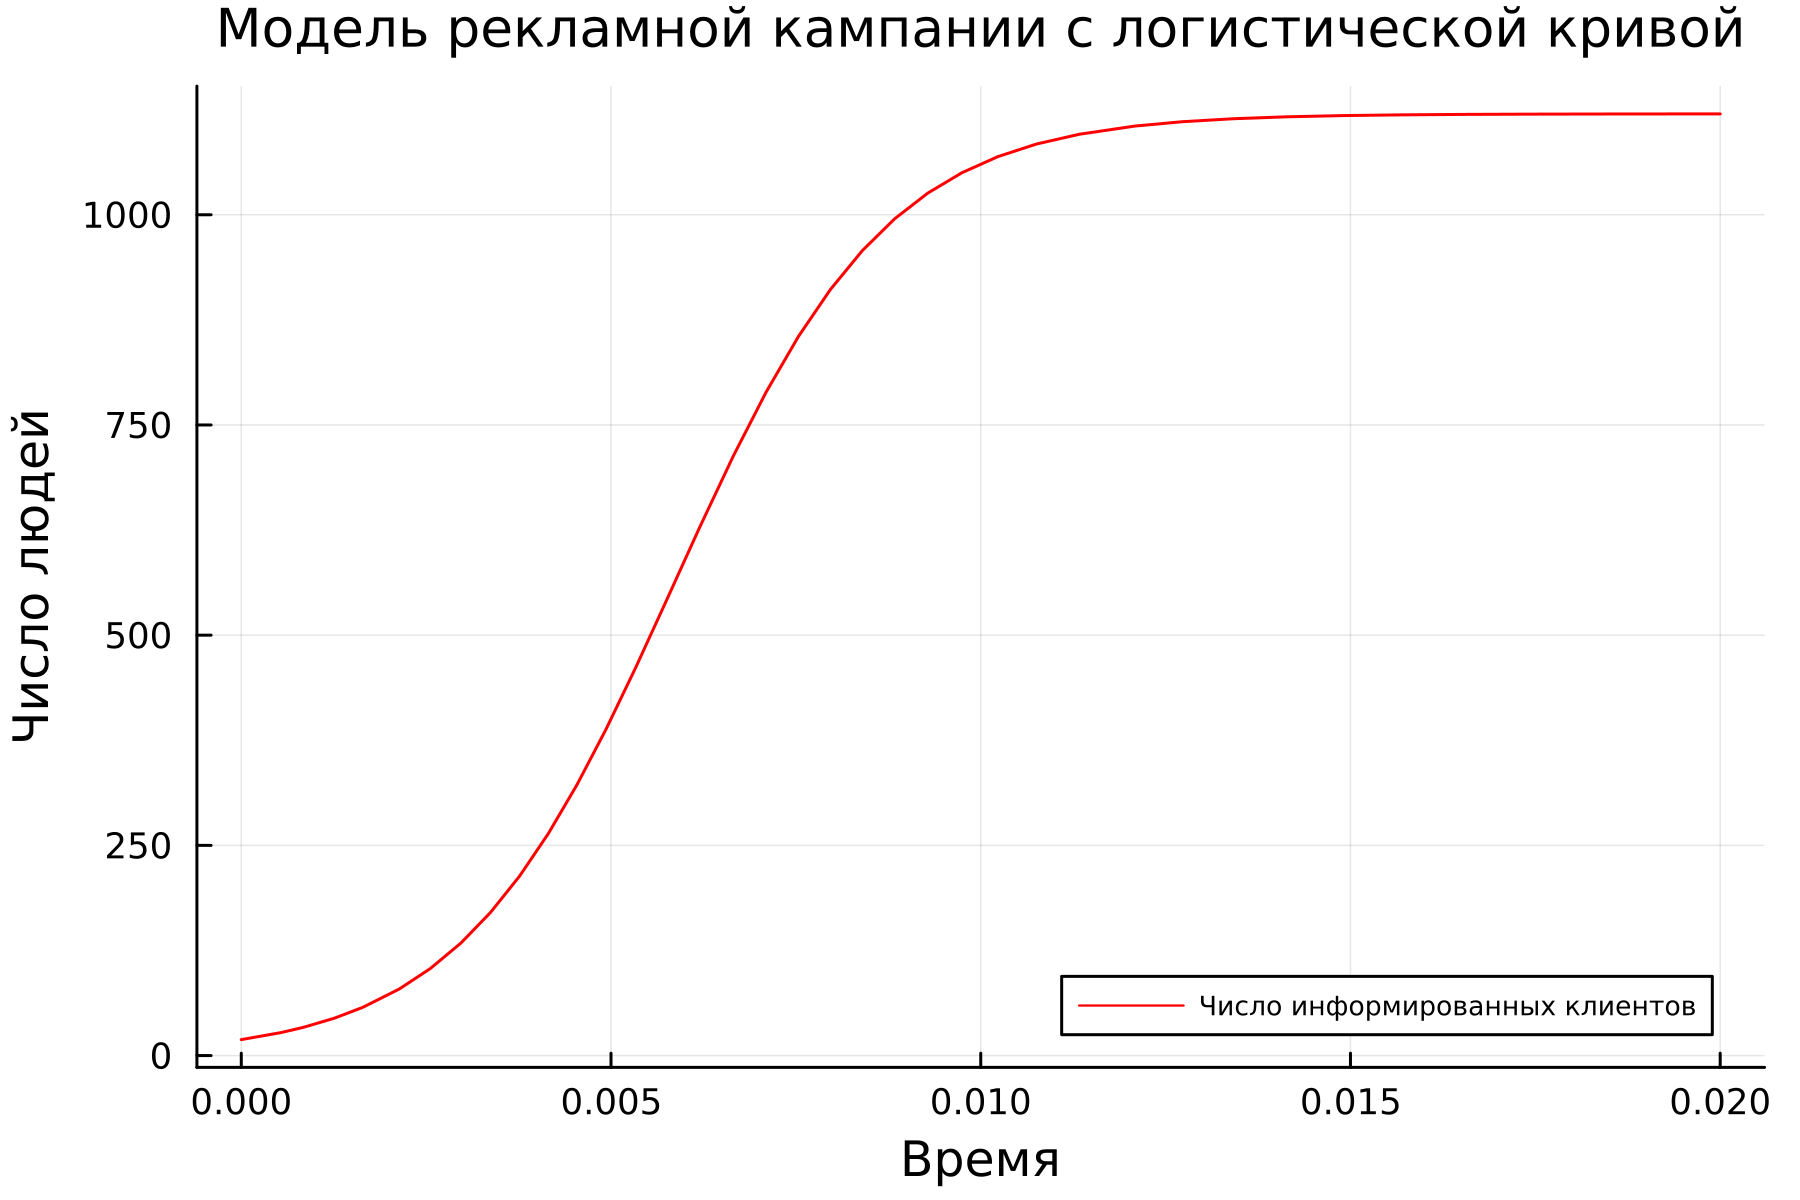 Модель рекламной кампании с логистической кривой
Число людей
1000
750
500
250
0
Число информированных клиентов
0.000 0.005 0.010 0.015 0.020
Время